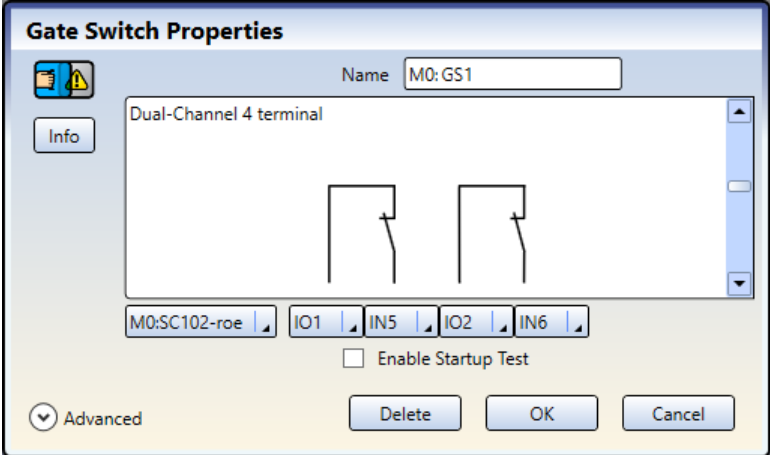 Gate Switch Properties
Name M0:GS1
Info
Dual-Channel 4 terminal
M0:SC102-roe IO1 IN5 IO2 IN6
Enable Startup Test
Advanced Delete OK Cancel